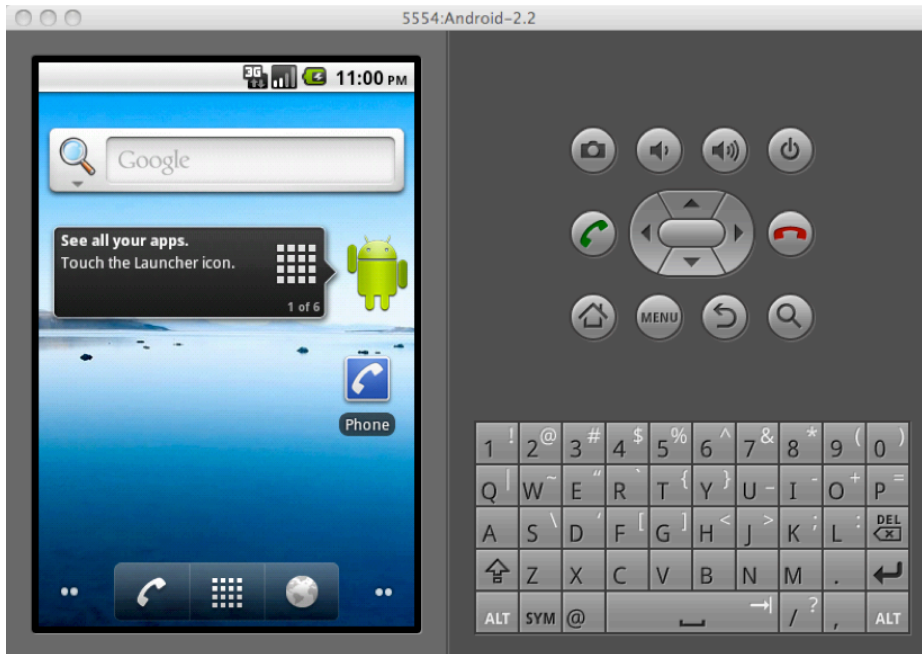 5554:Android-2.2
3G 11:00 PM
Google
See all your apps.
Touch the Launcher icon.
1 of 6
Phone
MENU
1 ! 2 @ 3 # 4 $ 5 % 6 ^ 7 & 8 * 9 ( 0 )
Q | W ~ E " R ` T { Y } U _ I - O + P =
A S \ D ' F [ G ] H < J > K ; L : DEL
Z X C V B N M .
ALT SYM @ / ? , ALT